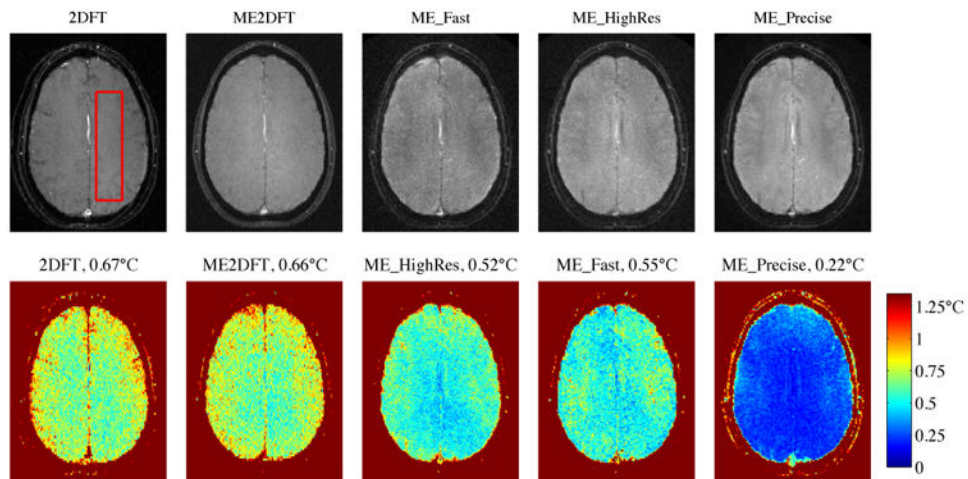 2DFT ME2DFT ME_Fast ME_HighRes ME_Precise
2DFT, 0.67°C ME2DFT, 0.66°C ME_HighRes, 0.52°C ME_Fast, 0.55°C ME_Precise, 0.22°C
1.25°C
1
0.75
0.5
0.25
0